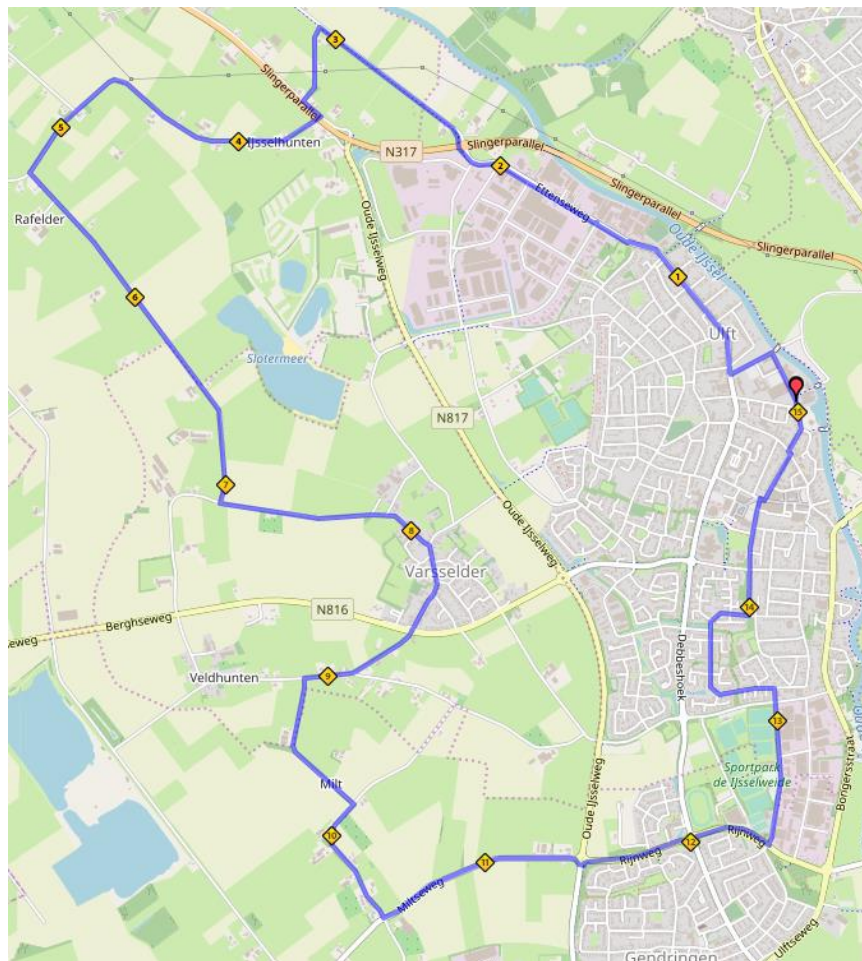 3
Slingerparallel
5
4
IJsselhunten
N317
Slingerparallel
2
Ettenseweg
Slingerparallel
Rafelder
Oude IJsselweg
Oude IJssel
Slingerparallel
1
6
Ulft
Slotermeer
15
N817
7
Oude IJsselweg
8
Varsselder
N816
14
Berghseweg
seweg
Debbeshoek
Veldhunten
9
13
Sportpark
de IJsselweide
Bongersstraat
Milt
Oude IJsselweg
10
Rijnweg
12
Rijnweg
11
Miltseweg
Ulftseweg
Gendringen